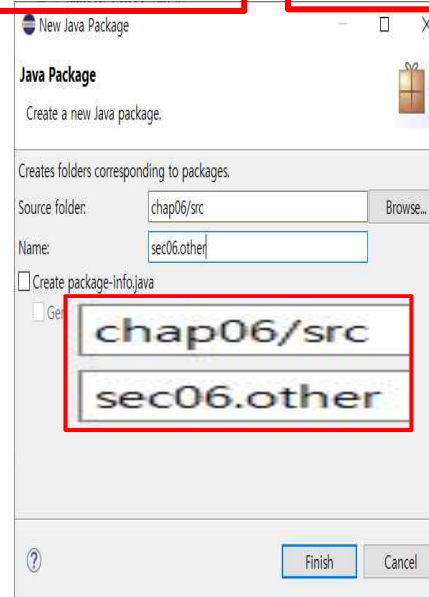 New Java Package
Java Package
Create a new Java package.
Creates folders corresponding to packages.
Source folder: chap06/src Browse...
Name: sec06.other
Create package-info.java
Ge
chap06/src
sec06.other
Finish Cancel